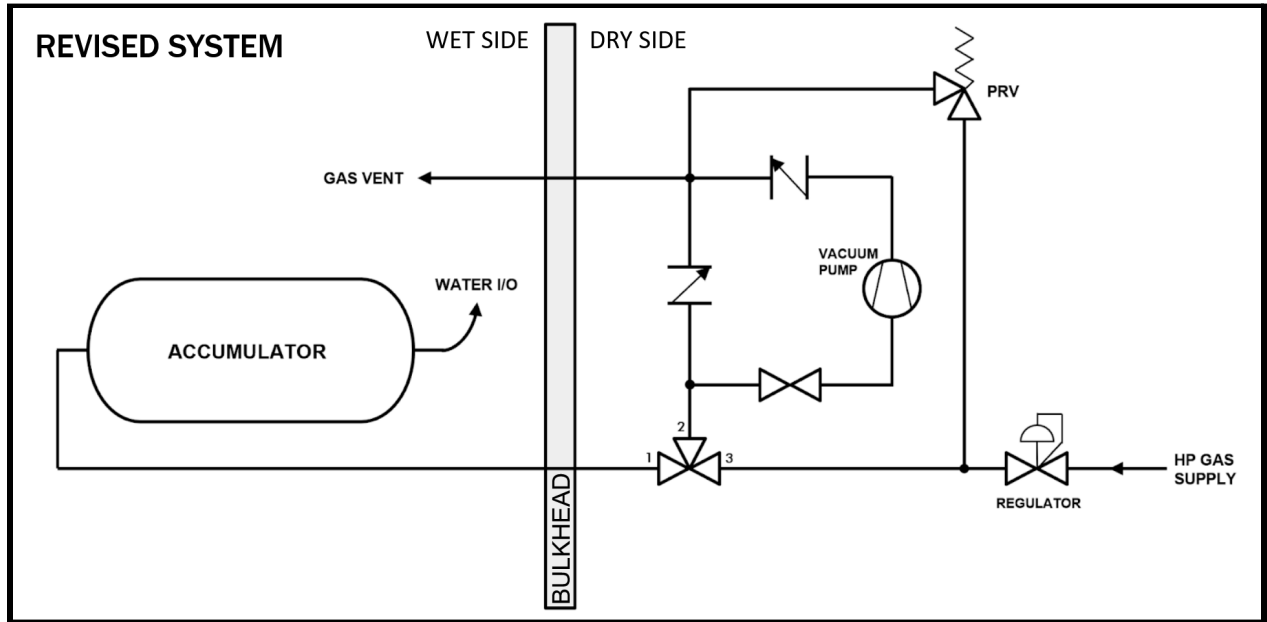 REVISED SYSTEM
WET SIDE
DRY SIDE
PRV
GAS VENT
VACUUM
PUMP
WATER I/O
ACCUMULATOR
2
1
3
HP GAS
SUPPLY
REGULATOR
BULKHEAD